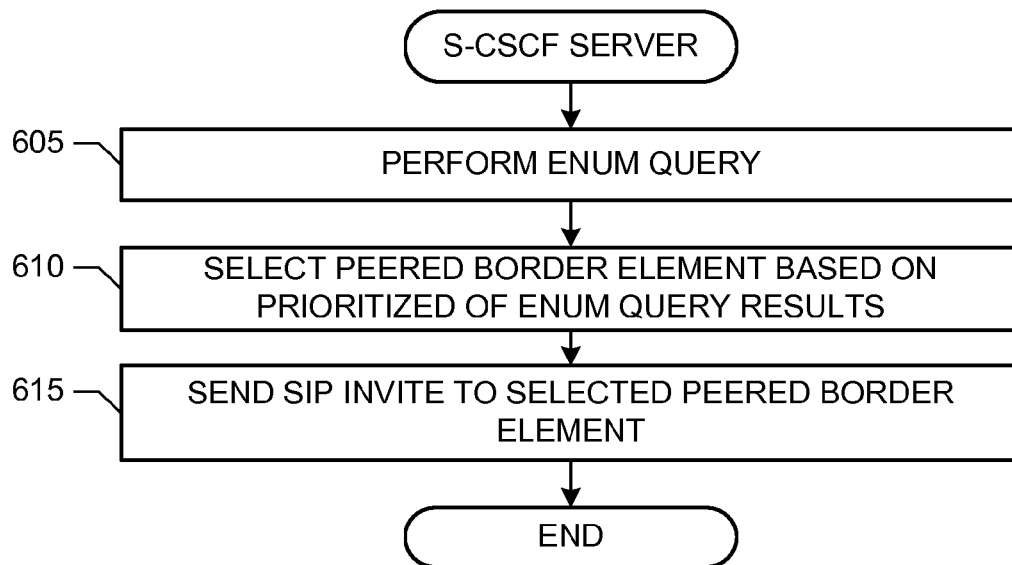 S-CSCF SERVER
605
PERFORM ENUM QUERY
610
SELECT PEERED BORDER ELEMENT BASED ON
PRIORITIZED OF ENUM QUERY RESULTS
615
SEND SIP INVITE TO SELECTED PEERED BORDER
ELEMENT
END